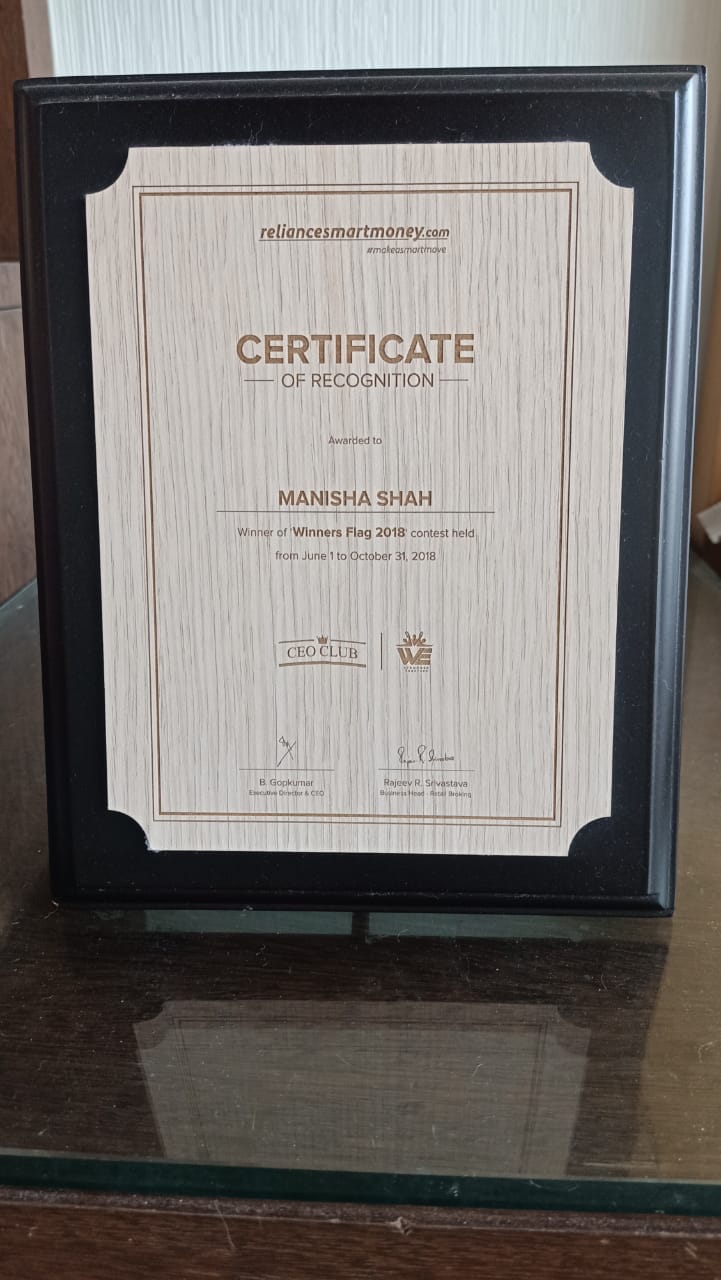 reliancesmartmoney.com
#makeasmartmove
CERTIFICATE
OF RECOGNITION
Awarded to
MANISHA SHAH
Winner of 'Winners Flag 2018' contest held
from June 1 to October 31, 2018
CEO CLUB
WE
B. Gopkumar
Executive Director & CEO
Rajeev R. Srivastava
Business Head - Retail Broking